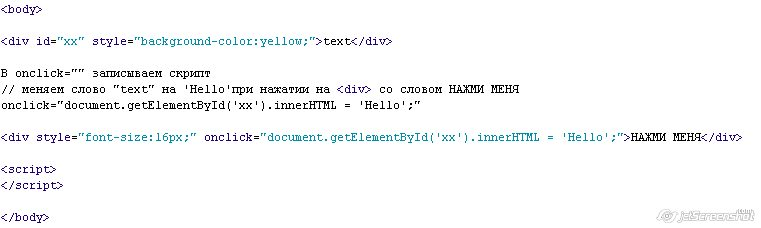 <body>
<div id="xx" style="background-color:yellow;">text</div>
В onclick="" записываем скрипт
// меняем слово "text" на 'Hello'при нажатии на <div> со словом НАЖМИ МЕНЯ
onclick="document.getElementById('xx').innerHTML = 'Hello';"
<div style="font-size:16px;" onclick="document.getElementById('xx').innerHTML = 'Hello';">НАЖМИ МЕНЯ</div>
<script>
</script>
</body>
jetScreenshot